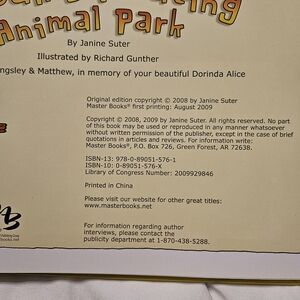 Animal Park
By Janine Suter
Illustrated by Richard Gunther
ngsley & Matthew, in memory of your beautiful Dorinda Alice
Original edition copyright © 2008 by Janine Suter
Master Books® first printing: August 2009
Copyright © 2008, 2009 by Janine Suter. All rights reserved. No
part of this book may be used or reproduced in any manner whatsoever
without written permission of the publisher, except in the case of brief
quotations in articles and reviews. For information write:
Master Books®, P.O. Box 726, Green Forest, AR 72638.
ISBN-13: 978-0-89051-576-1
ISBN-10: 0-89051-576-X
Library of Congress Number: 2009929846
Printed in China
Please visit our website for other great titles:
www.masterbooks.net
For information regarding author
interviews, please contact the
publicity department at 1-870-438-5288.